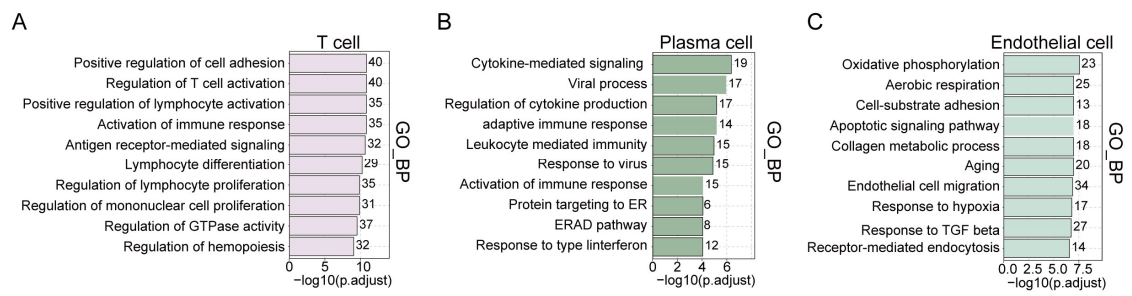 A
T cell
Positive regulation of cell adhesion 40
Regulation of T cell activation 40
Positive regulation of lymphocyte activation 35
Activation of immune response 35
Antigen receptor-mediated signaling 32
Lymphocyte differentiation 29
Regulation of lymphocyte proliferation 35
Regulation of mononuclear cell proliferation 31
Regulation of GTPase activity 37
Regulation of hemopoiesis 32
0 5 10
−log10(p.adjust)
GO_BP
B
Plasma cell
Cytokine-mediated signaling 19
Viral process 17
Regulation of cytokine production 17
adaptive immune response 14
Leukocyte mediated immunity 15
Response to virus 15
Activation of immune response 15
Protein targeting to ER 6
ERAD pathway 8
Response to type Iinterferon 12
0 2 4 6
−log10(p.adjust)
GO_BP
C
Endothelial cell
Oxidative phosphorylation 23
Aerobic respiration 25
Cell-substrate adhesion 13
Apoptotic signaling pathway 18
Collagen metabolic process 18
Aging 20
Endothelial cell migration 34
Response to hypoxia 17
Response to TGF beta 27
Receptor-mediated endocytosis 14
0.0 2.5 5.0 7.5
−log10(p.adjust)
GO_BP